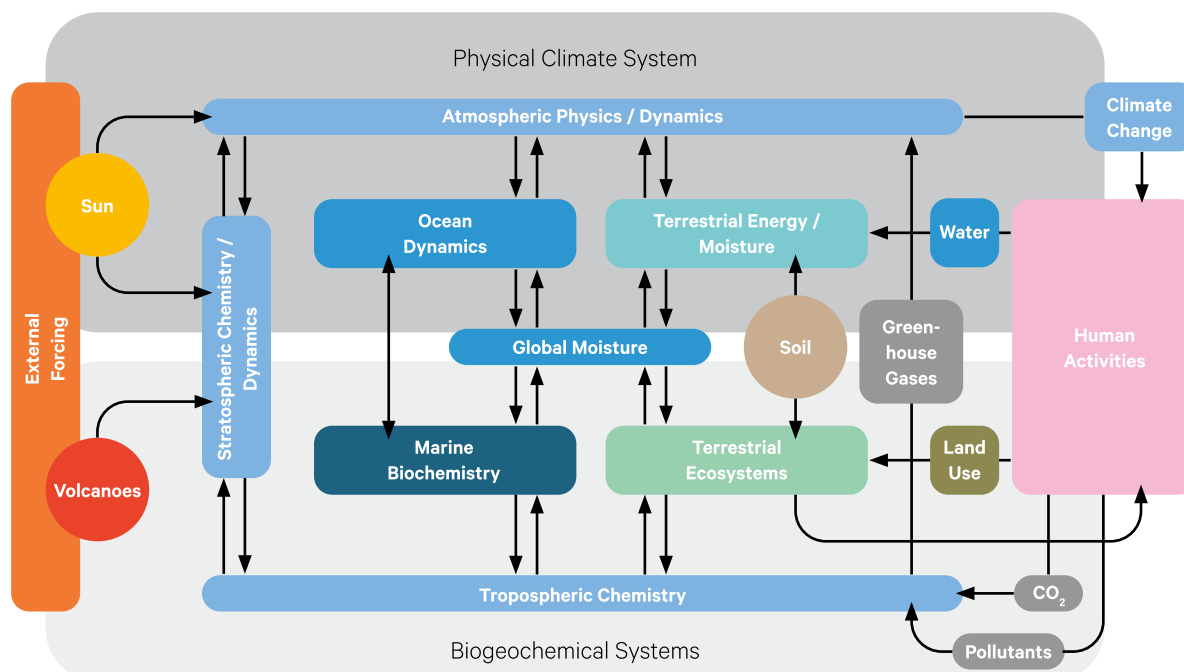 Physical Climate System
Atmospheric Physics / Dynamics
Climate
Change
Sun
External
Forcing
Stratospheric Chemistry /
Dynamics
Ocean
Dynamics
Terrestrial Energy /
Moisture
Water
Human
Activities
Global Moisture
Soil
Green-
house
Gases
Volcanoes
Marine
Biochemistry
Terrestrial
Ecosystems
Land
Use
Tropospheric Chemistry
CO₂
Pollutants
Biogeochemical Systems